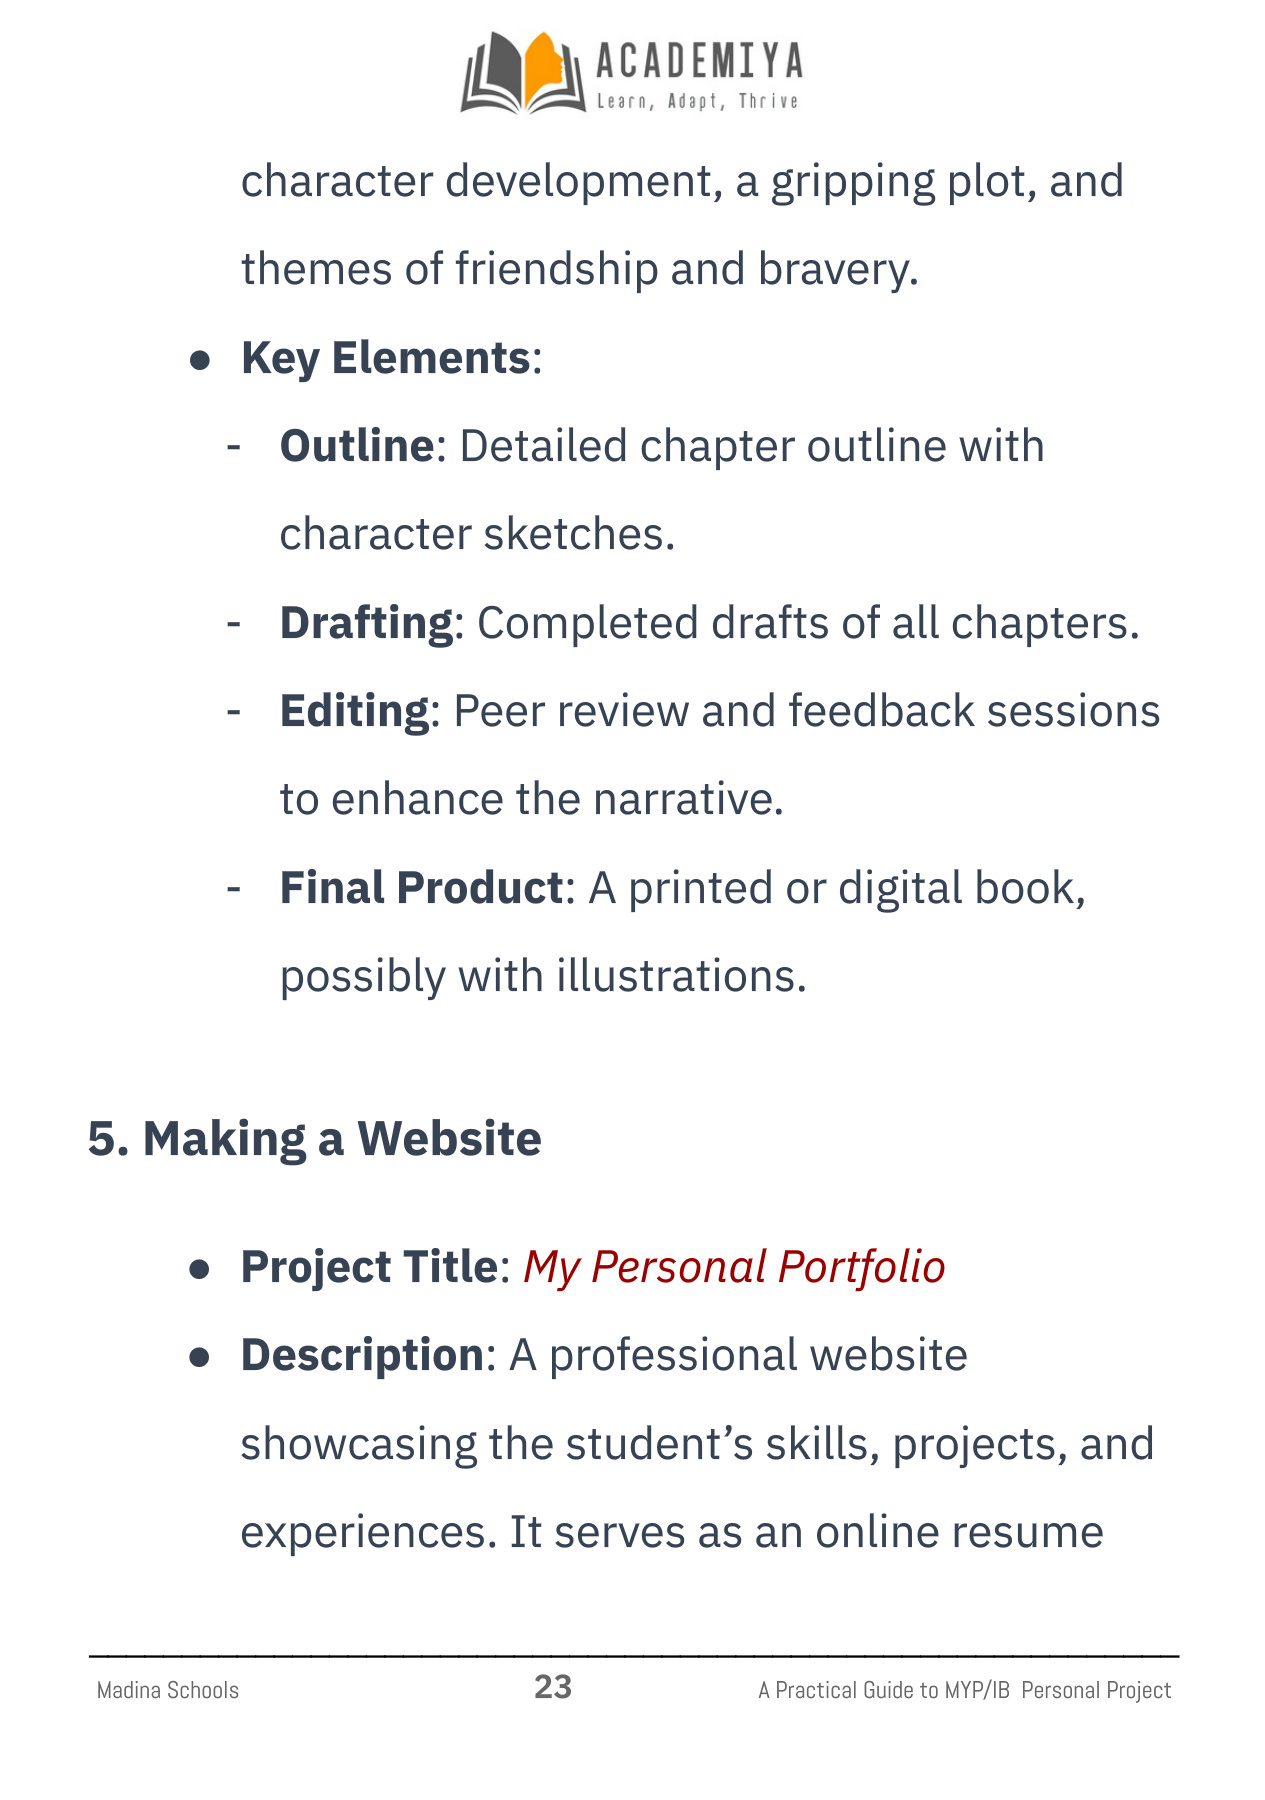 ACADEMIYA
Learn, Adapt, Thrive
character development, a gripping plot, and
themes of friendship and bravery.
● Key Elements:
- Outline: Detailed chapter outline with
character sketches.
- Drafting: Completed drafts of all chapters.
- Editing: Peer review and feedback sessions
to enhance the narrative.
- Final Product: A printed or digital book,
possibly with illustrations.
5. Making a Website
● Project Title: My Personal Portfolio
● Description: A professional website
showcasing the student’s skills, projects, and
experiences. It serves as an online resume
Madina Schools 23 A Practical Guide to MYP/IB Personal Project